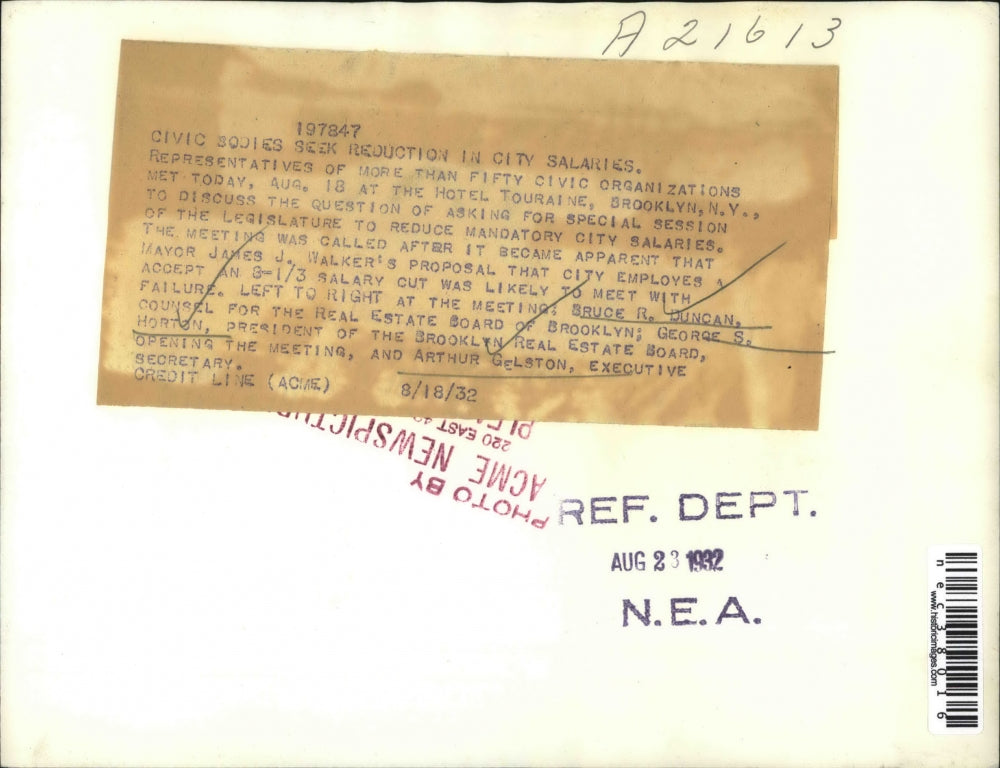 A21613
197847
CIVIC BODIES SEEK REDUCTION IN CITY SALARIES.
REPRESENTATIVES OF MORE THAN FIFTY CIVIC ORGANIZATIONS
MET TODAY, AUG. 18 AT THE HOTEL TOURAINE, BROOKLYN, N.Y.,
TO DISCUSS THE QUESTION OF ASKING FOR SPECIAL SESSION
OF THE LEGISLATURE TO REDUCE MANDATORY CITY SALARIES.
THE MEETING WAS CALLED AFTER IT BECAME APPARENT THAT
MAYOR JAMES J. WALKER'S PROPOSAL THAT CITY EMPLOYES
ACCEPT AN 8-1/3 SALARY CUT WAS LIKELY TO MEET WITH
FAILURE. LEFT TO RIGHT AT THE MEETING; BRUCE R. DUNCAN,
COUNSEL FOR THE REAL ESTATE BOARD OF BROOKLYN; GEORGE S.
HORTON, PRESIDENT OF THE BROOKLYN REAL ESTATE BOARD,
OPENING THE MEETING, AND ARTHUR GELSTON, EXECUTIVE
SECRETARY.
CREDIT LINE (ACME) 8/18/32
220 EAST 42
ACME NEWSPICTU
PHOTO BY
REF. DEPT.
AUG 23 1932
N.E.A.
nec38016
www.historicimages.com